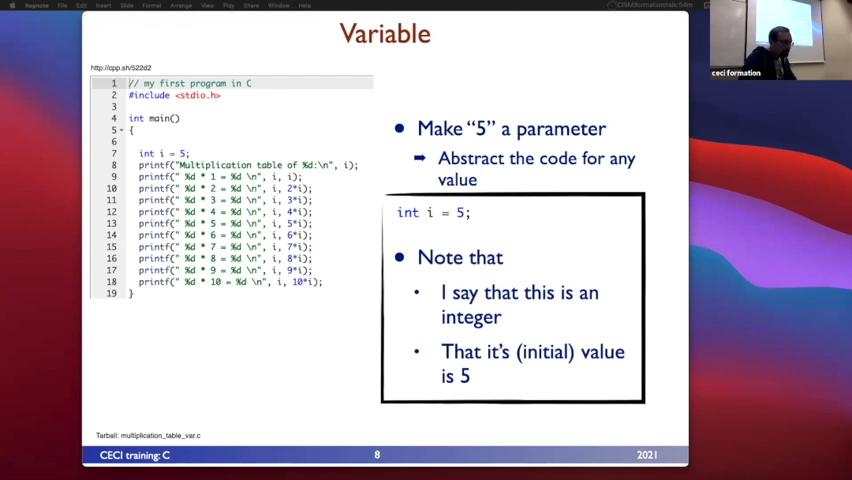 Keynote File Edit Insert Slide Format Arrange View Play Share Window Help
Variable
ceci formation
http://cpp.sh/522d2
1 // my first program in C
2 #include <stdio.h>
3
4 int main()
5 {
6
7 int i = 5;
8 printf("Multiplication table of %d:\n", i);
9 printf(" %d * 1 = %d \n", i, i);
10 printf(" %d * 2 = %d \n", i, 2*i);
11 printf(" %d * 3 = %d \n", i, 3*i);
12 printf(" %d * 4 = %d \n", i, 4*i);
13 printf(" %d * 5 = %d \n", i, 5*i);
14 printf(" %d * 6 = %d \n", i, 6*i);
15 printf(" %d * 7 = %d \n", i, 7*i);
16 printf(" %d * 8 = %d \n", i, 8*i);
17 printf(" %d * 9 = %d \n", i, 9*i);
18 printf(" %d * 10 = %d \n", i, 10*i);
19 }
• Make “5” a parameter
➡ Abstract the code for any
value
int i = 5;
• Note that
• I say that this is an
integer
• That it’s (initial) value
is 5
Tarball: multiplication_table_var.c
CECI training: C
8
2021